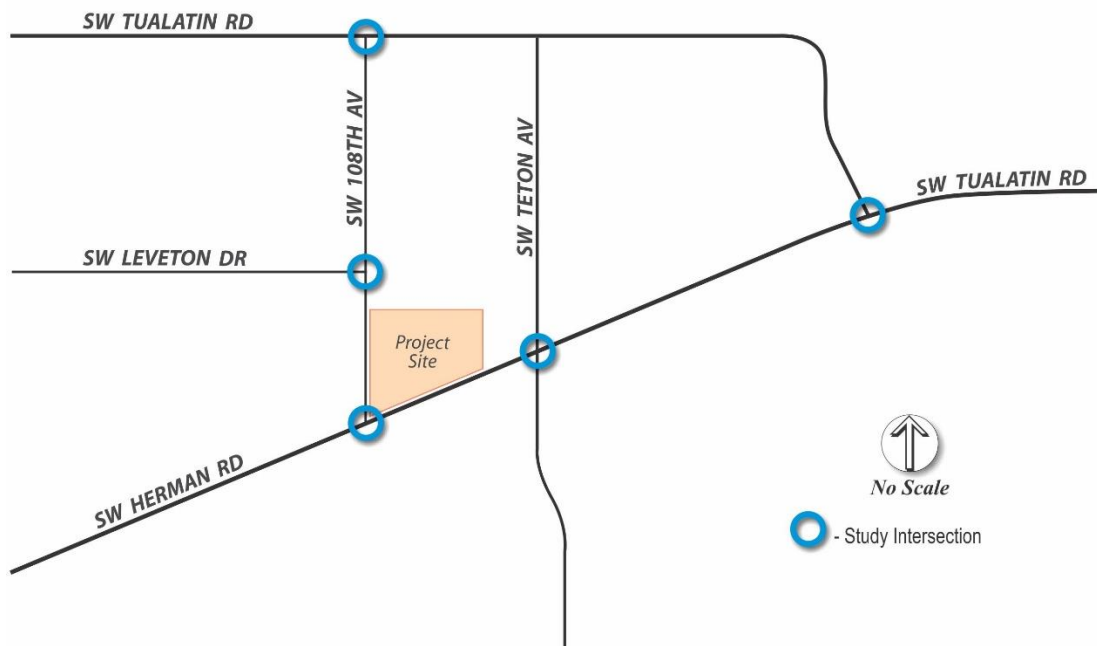 SW TUALATIN RD
SW 108TH AV
SW TETON AV
SW TUALATIN RD
SW LEVETON DR
Project
Site
SW HERMAN RD
No Scale
- Study Intersection